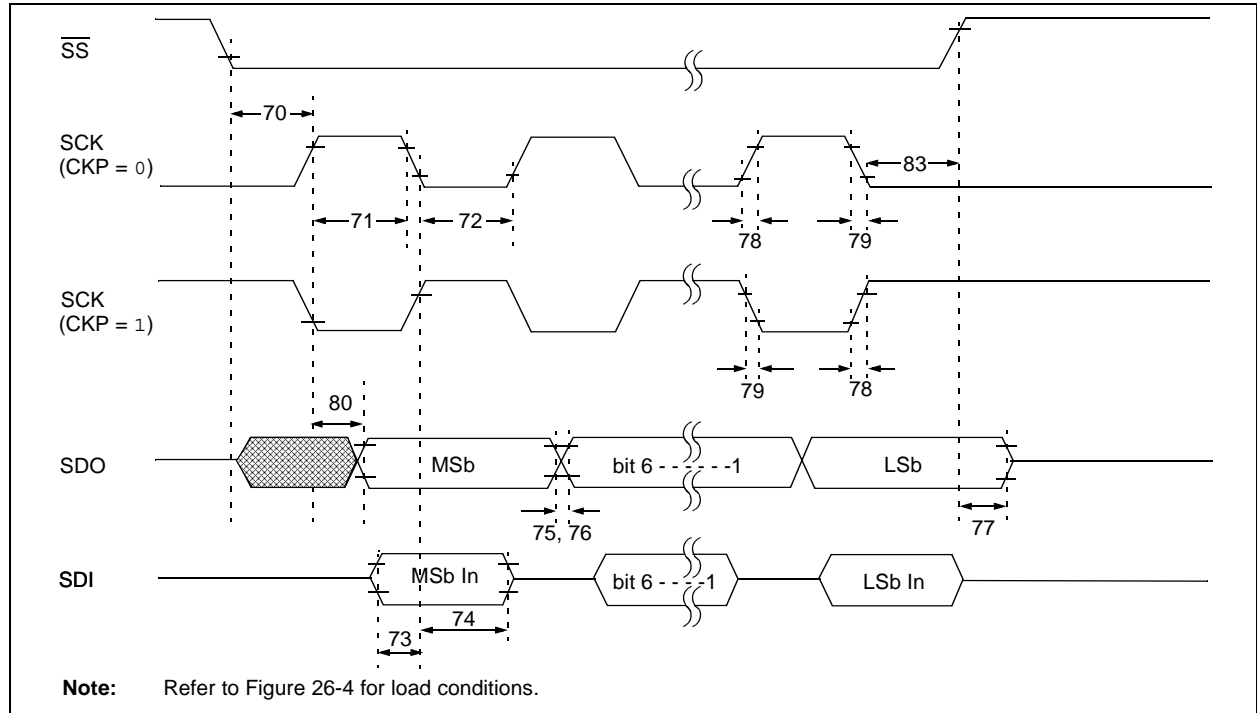 SS
70
SCK
(CKP = 0)
83
71
72
78
79
SCK
(CKP = 1)
79
78
80
SDO
MSb
bit 6 - - - - - -1
LSb
75, 76
77
SDI
MSb In
bit 6 - - - -1
LSb In
74
73
Note: Refer to Figure 26-4 for load conditions.